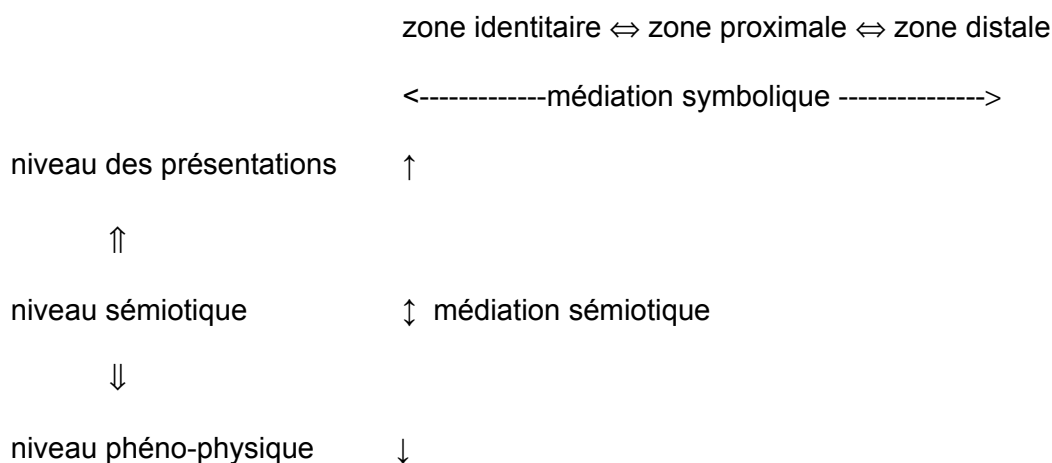 zone identitaire ⇔ zone proximale ⇔ zone distale
<-------------médiation symbolique --------------->
niveau des présentations ↑
⇑
niveau sémiotique ↕ médiation sémiotique
⇓
niveau phéno-physique ↓